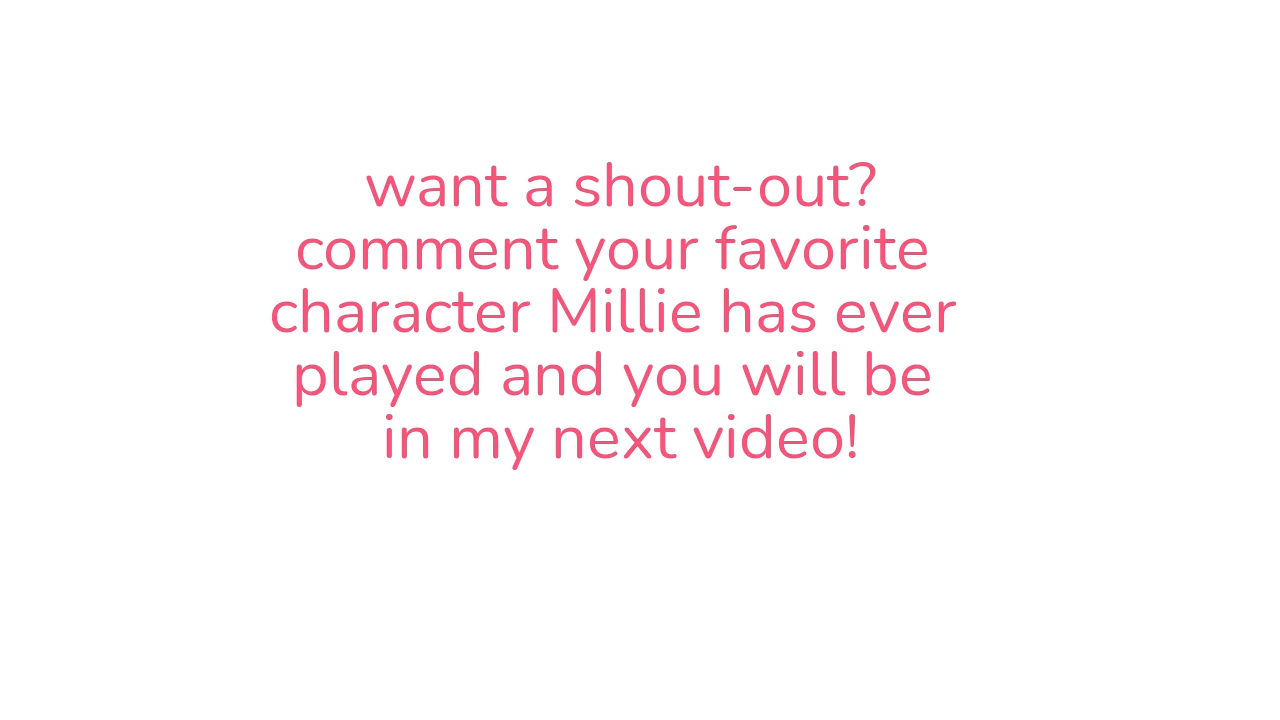 want a shout-out?
comment your favorite
character Millie has ever
played and you will be
in my next video!